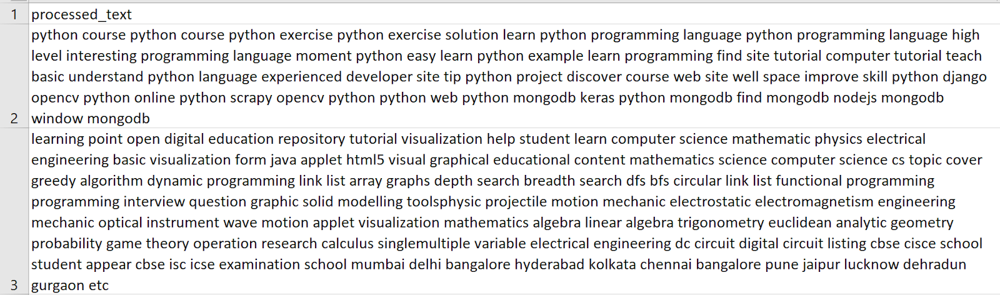 1 processed_text
python course python course python exercise python exercise solution learn python programming language python programming language high
level interesting programming language moment python easy learn python example learn programming find site tutorial computer tutorial teach
basic understand python language experienced developer site tip python project discover course web site well space improve skill python django
opencv python online python scrapy opencv python python web python mongodb keras python mongodb find mongodb nodejs mongodb
2 window mongodb
learning point open digital education repository tutorial visualization help student learn computer science mathematic physics electrical
engineering basic visualization form java applet html5 visual graphical educational content mathematics science computer science cs topic cover
greedy algorithm dynamic programming link list array graphs depth search breadth search dfs bfs circular link list functional programming
programming interview question graphic solid modelling toolsphysic projectile motion mechanic electrostatic electromagnetism engineering
mechanic optical instrument wave motion applet visualization mathematics algebra linear algebra trigonometry euclidean analytic geometry
probability game theory operation research calculus singlemultiple variable electrical engineering dc circuit digital circuit listing cbse cisce school
student appear cbse isc icse examination school mumbai delhi bangalore hyderabad kolkata chennai bangalore pune jaipur lucknow dehradun
3 gurgaon etc